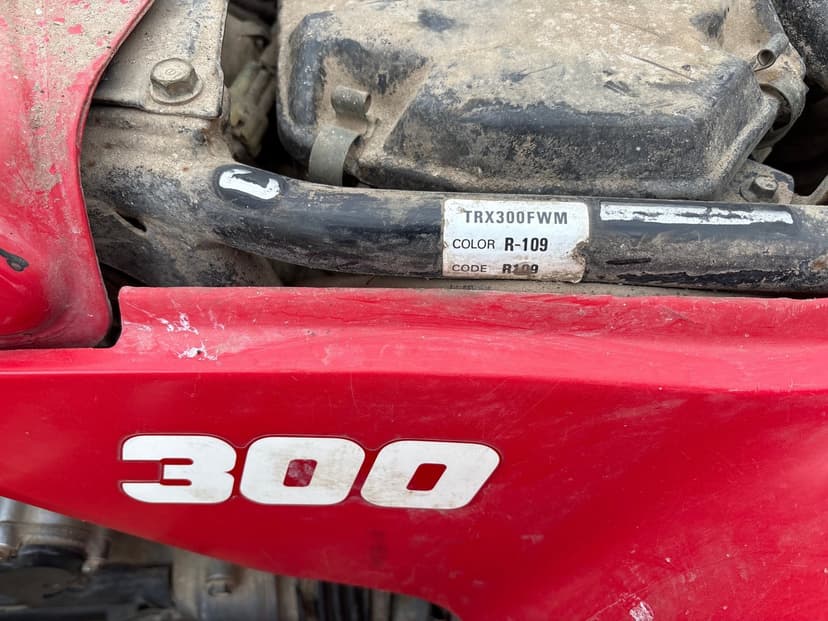 TRX300FWM
COLOR R-109
CODE R109
300